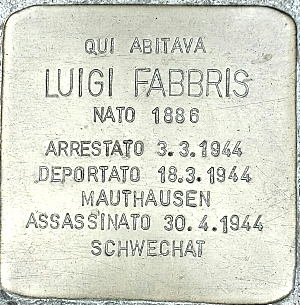 QUI ABITAVA
LUIGI FABBRIS
NATO 1886
ARRESTATO 3.3.1944
DEPORTATO 18.3.1944
MAUTHAUSEN
ASSASSINATO 30.4.1944
SCHWECHAT